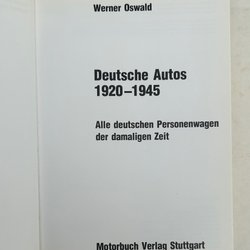 Werner Oswald
Deutsche Autos
1920–1945
Alle deutschen Personenwagen
der damaligen Zeit
Motorbuch Verlag Stuttgart